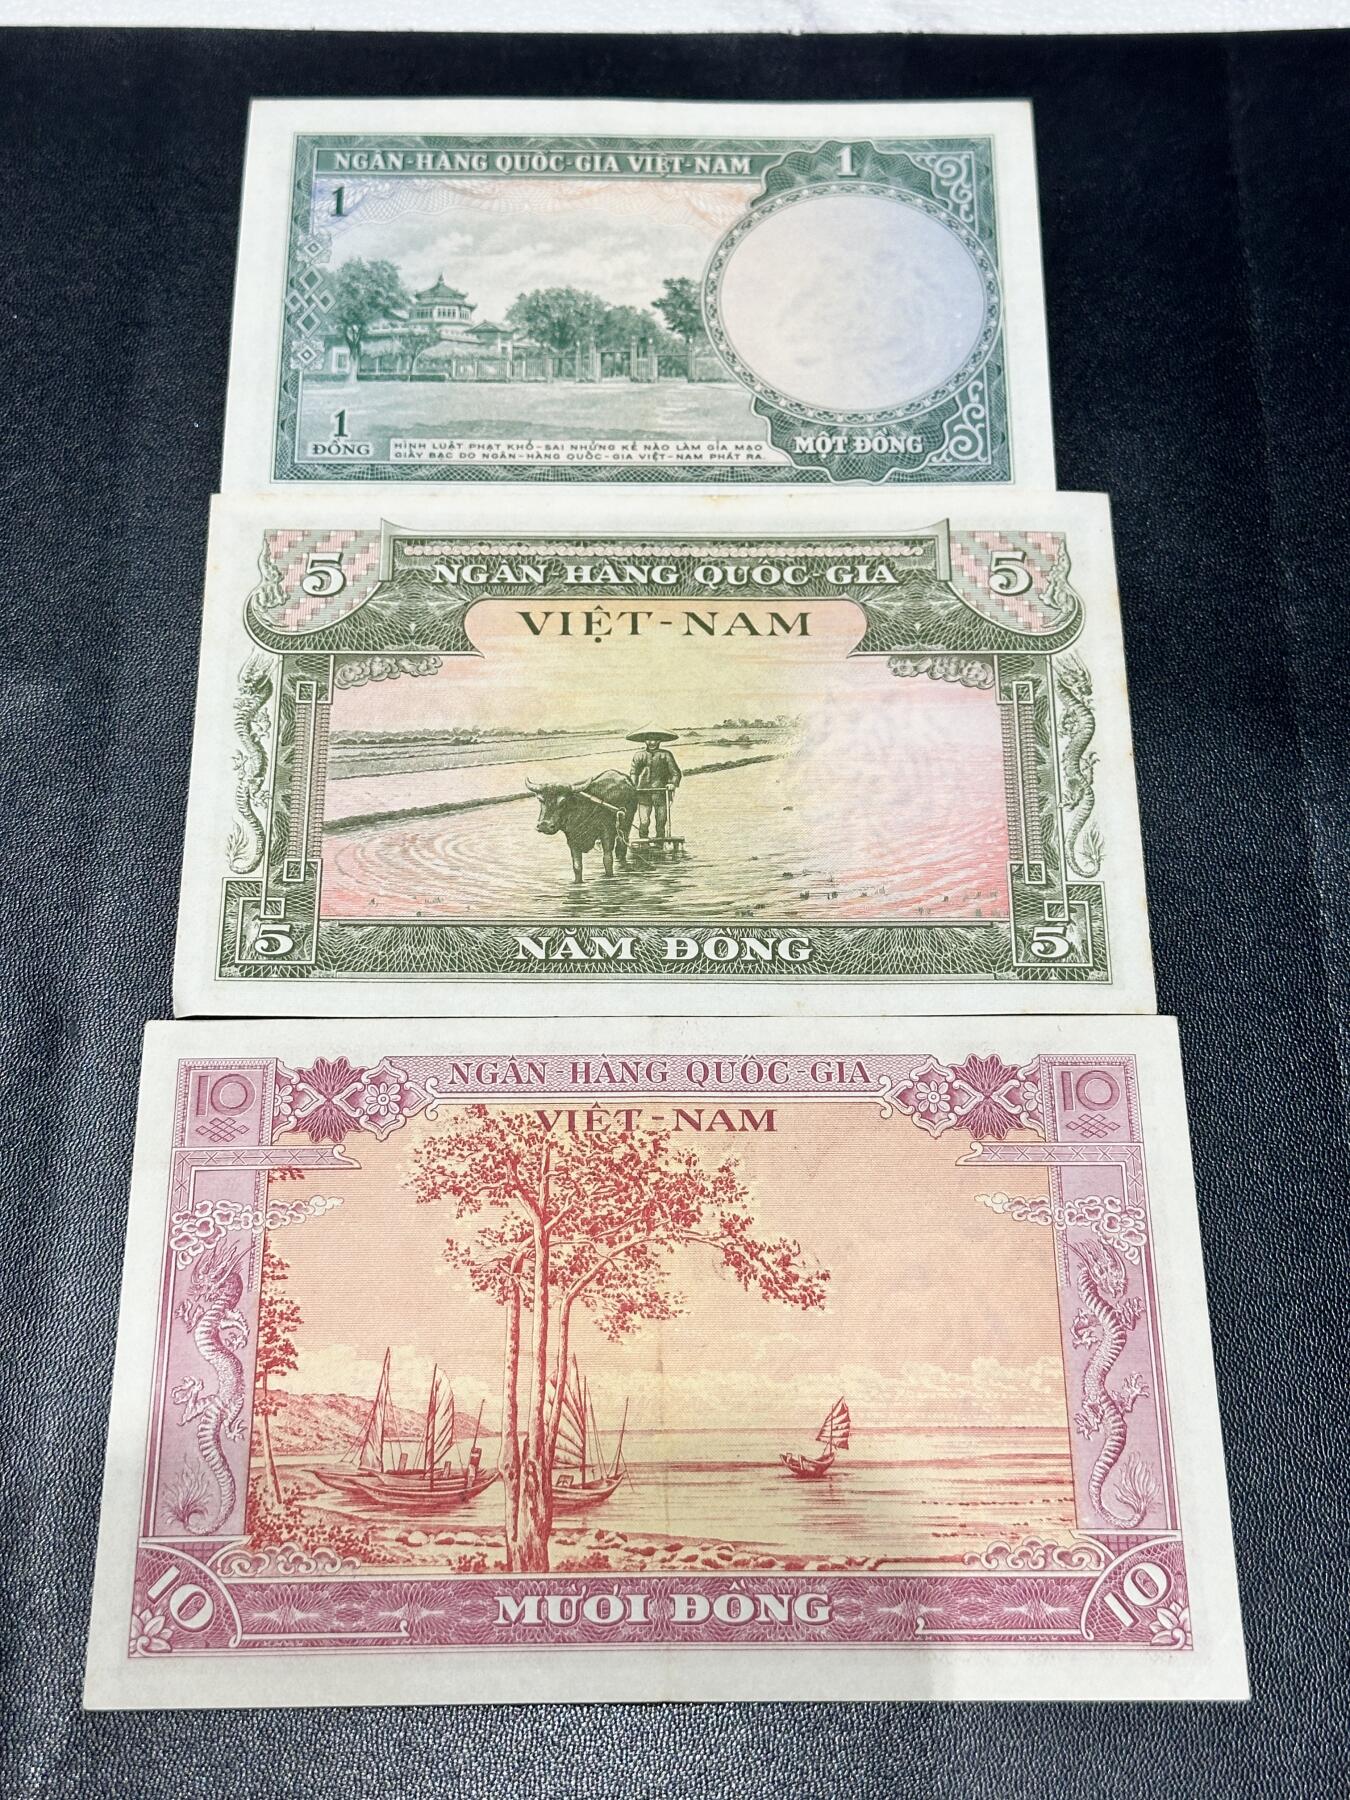 NGÂN-HÀNG QUỐC-GIA VIỆT-NAM
1
1
1
ĐỒNG
HÌNH LUẬT PHẠT KHỔ-SAI NHỮNG KẺ NÀO LÀM GIẢ MẠO
GIẤY BẠC DO NGÂN-HÀNG QUỐC-GIA VIỆT-NAM PHÁT RA.
MỘT ĐỒNG
5
NGÂN-HÀNG QUỐC-GIA
5
VIỆT-NAM
5
NĂM ĐỒNG
5
10
NGÂN-HÀNG QUỐC-GIA
10
VIỆT-NAM
10
MƯỜI ĐỒNG
10